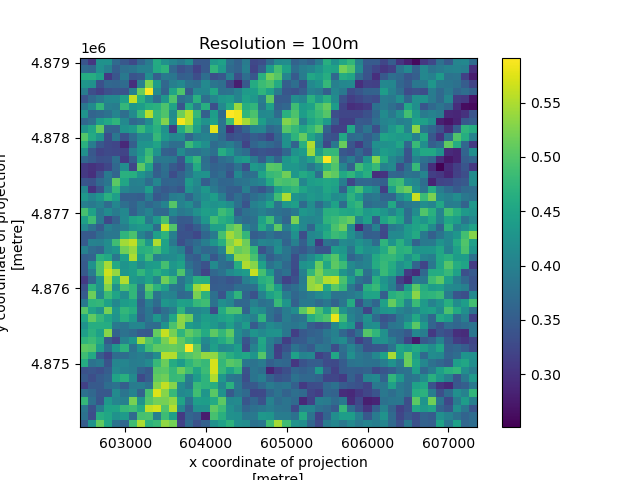 Resolution = 100m
1e6
4.879
4.878
4.877
4.876
4.875
y coordinate of projection
[metre]
603000 604000 605000 606000 607000
x coordinate of projection
[metre]
0.55
0.50
0.45
0.40
0.35
0.30